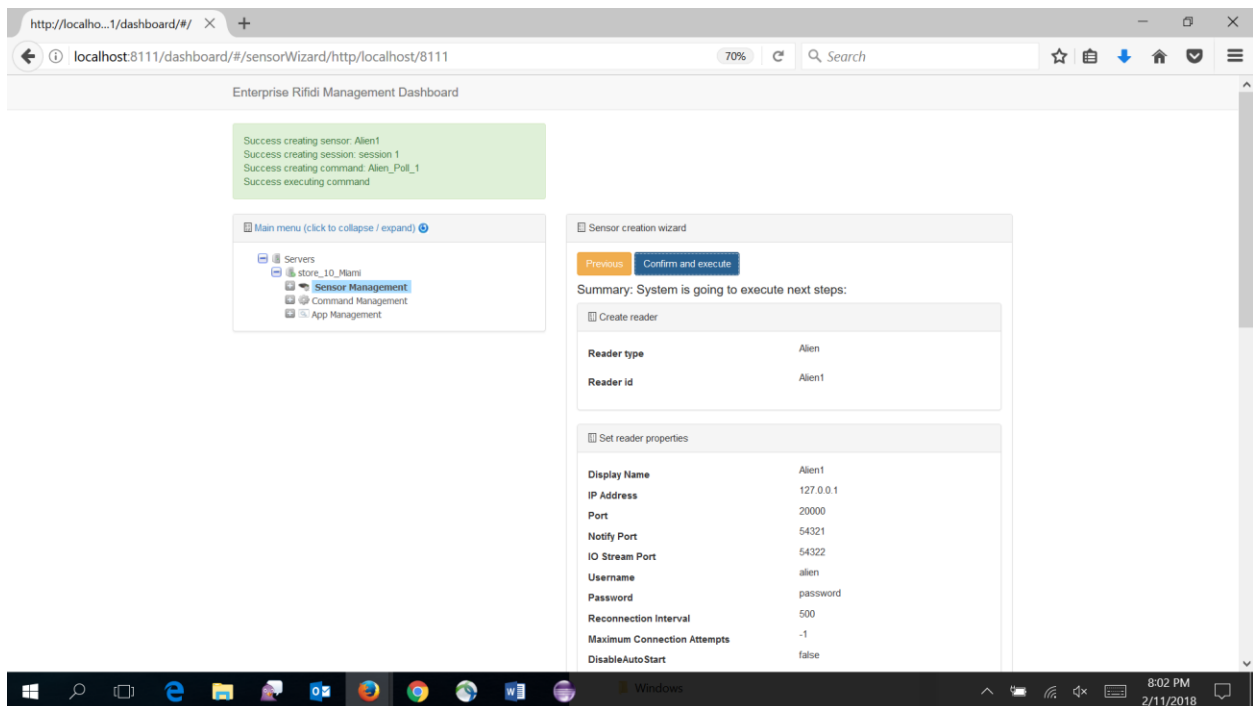 http://localho...1/dashboard/#/
localhost:8111/dashboard/#/sensorWizard/http/localhost/8111
70%
Search
Enterprise Rifidi Management Dashboard
Success creating sensor: Alien1
Success creating session: session 1
Success creating command: Alien_Poll_1
Success executing command
Main menu (click to collapse / expand)
Servers
store_10_Miami
Sensor Management
Command Management
App Management
Sensor creation wizard
Previous Confirm and execute
Summary: System is going to execute next steps:
Create reader
Reader type Alien
Reader id Alien1
Set reader properties
Display Name Alien1
IP Address 127.0.0.1
Port 20000
Notify Port 54321
IO Stream Port 54322
Username alien
Password password
Reconnection Interval 500
Maximum Connection Attempts -1
DisableAutoStart false
Windows
8:02 PM
2/11/2018